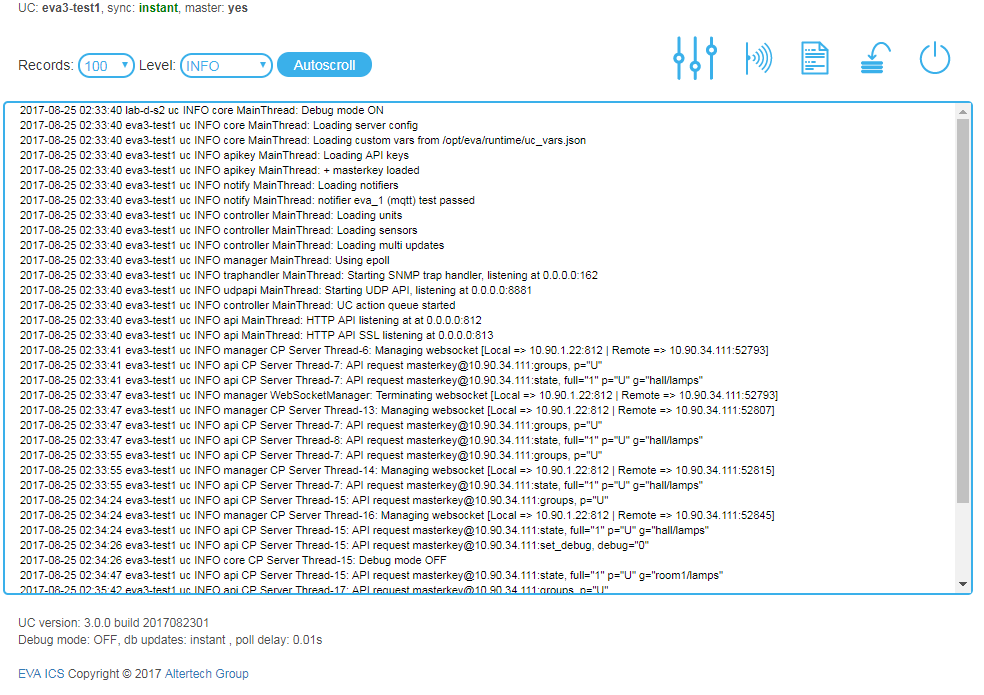 UC: eva3-test1, sync: instant, master: yes
Records: 100 Level: INFO Autoscroll
2017-08-25 02:33:40 lab-d-s2 uc INFO core MainThread: Debug mode ON
2017-08-25 02:33:40 eva3-test1 uc INFO core MainThread: Loading server config
2017-08-25 02:33:40 eva3-test1 uc INFO core MainThread: Loading custom vars from /opt/eva/runtime/uc_vars.json
2017-08-25 02:33:40 eva3-test1 uc INFO apikey MainThread: Loading API keys
2017-08-25 02:33:40 eva3-test1 uc INFO apikey MainThread: + masterkey loaded
2017-08-25 02:33:40 eva3-test1 uc INFO notify MainThread: Loading notifiers
2017-08-25 02:33:40 eva3-test1 uc INFO notify MainThread: notifier eva_1 (mqtt) test passed
2017-08-25 02:33:40 eva3-test1 uc INFO controller MainThread: Loading units
2017-08-25 02:33:40 eva3-test1 uc INFO controller MainThread: Loading sensors
2017-08-25 02:33:40 eva3-test1 uc INFO controller MainThread: Loading multi updates
2017-08-25 02:33:40 eva3-test1 uc INFO manager MainThread: Using epoll
2017-08-25 02:33:40 eva3-test1 uc INFO traphandler MainThread: Starting SNMP trap handler, listening at 0.0.0.0:162
2017-08-25 02:33:40 eva3-test1 uc INFO udpapi MainThread: Starting UDP API, listening at 0.0.0.0:8881
2017-08-25 02:33:40 eva3-test1 uc INFO controller MainThread: UC action queue started
2017-08-25 02:33:40 eva3-test1 uc INFO api MainThread: HTTP API listening at at 0.0.0.0:812
2017-08-25 02:33:40 eva3-test1 uc INFO api MainThread: HTTP API SSL listening at 0.0.0.0:813
2017-08-25 02:33:41 eva3-test1 uc INFO manager CP Server Thread-6: Managing websocket [Local => 10.90.1.22:812 | Remote => 10.90.34.111:52793]
2017-08-25 02:33:41 eva3-test1 uc INFO api CP Server Thread-7: API request masterkey@10.90.34.111:groups, p="U"
2017-08-25 02:33:41 eva3-test1 uc INFO api CP Server Thread-7: API request masterkey@10.90.34.111:state, full="1" p="U" g="hall/lamps"
2017-08-25 02:33:47 eva3-test1 uc INFO manager WebSocketManager: Terminating websocket [Local => 10.90.1.22:812 | Remote => 10.90.34.111:52793]
2017-08-25 02:33:47 eva3-test1 uc INFO manager CP Server Thread-13: Managing websocket [Local => 10.90.1.22:812 | Remote => 10.90.34.111:52807]
2017-08-25 02:33:47 eva3-test1 uc INFO api CP Server Thread-7: API request masterkey@10.90.34.111:groups, p="U"
2017-08-25 02:33:47 eva3-test1 uc INFO api CP Server Thread-8: API request masterkey@10.90.34.111:state, full="1" p="U" g="hall/lamps"
2017-08-25 02:33:55 eva3-test1 uc INFO api CP Server Thread-7: API request masterkey@10.90.34.111:groups, p="U"
2017-08-25 02:33:55 eva3-test1 uc INFO manager CP Server Thread-14: Managing websocket [Local => 10.90.1.22:812 | Remote => 10.90.34.111:52815]
2017-08-25 02:33:55 eva3-test1 uc INFO api CP Server Thread-7: API request masterkey@10.90.34.111:state, full="1" p="U" g="hall/lamps"
2017-08-25 02:34:24 eva3-test1 uc INFO api CP Server Thread-15: API request masterkey@10.90.34.111:groups, p="U"
2017-08-25 02:34:24 eva3-test1 uc INFO manager CP Server Thread-16: Managing websocket [Local => 10.90.1.22:812 | Remote => 10.90.34.111:52845]
2017-08-25 02:34:24 eva3-test1 uc INFO api CP Server Thread-15: API request masterkey@10.90.34.111:state, full="1" p="U" g="hall/lamps"
2017-08-25 02:34:26 eva3-test1 uc INFO api CP Server Thread-15: API request masterkey@10.90.34.111:set_debug, debug="0"
2017-08-25 02:34:26 eva3-test1 uc INFO core CP Server Thread-15: Debug mode OFF
2017-08-25 02:34:47 eva3-test1 uc INFO api CP Server Thread-15: API request masterkey@10.90.34.111:state, full="1" p="U" g="room1/lamps"
2017-08-25 02:35:42 eva3-test1 uc INFO api CP Server Thread-17: API request masterkey@10.90.34.111:groups, p="U"
UC version: 3.0.0 build 2017082301
Debug mode: OFF, db updates: instant , poll delay: 0.01s
EVA ICS Copyright © 2017 Altertech Group